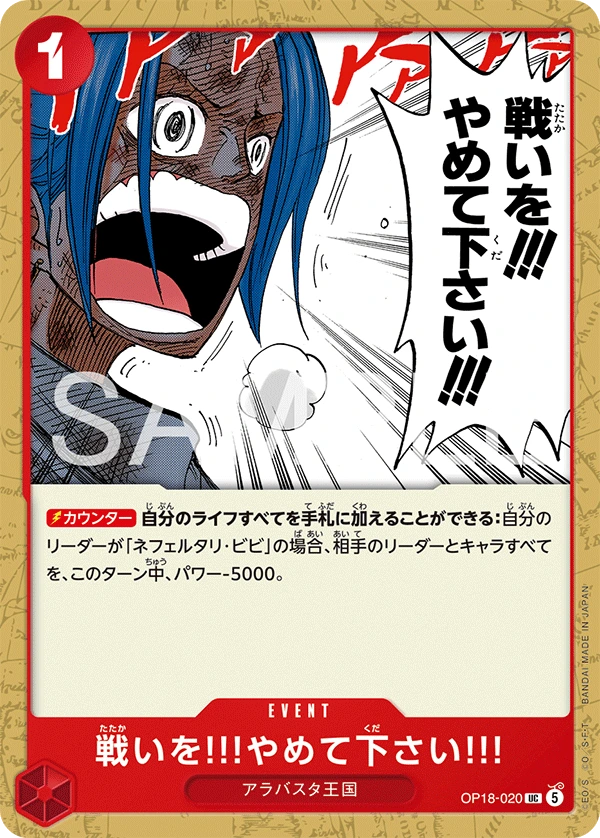 1
アアアアア
戦いを!!!
やめて下さい!!!
SAMPLE
カウンター 自分のライフすべてを手札に加えることができる:自分の
リーダーが「ネフェルタリ・ビビ」の場合、相手のリーダーとキャラすべて
を、このターン中、パワー-5000。
EVENT
戦いを!!!やめて下さい!!!
アラバスタ王国
OP18-020 UC 5
©E.O. S. ©O. S.-F.・T. BANDAI MADE IN JAPAN